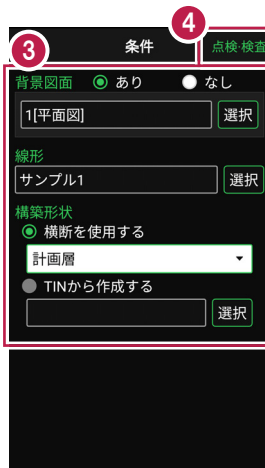 4
3
条件 点検·検査
背景図面 あり なし
1[平面図] 選択
線形
サンプル1 選択
構築形状
横断を使用する
計画層
TINから作成する
選択